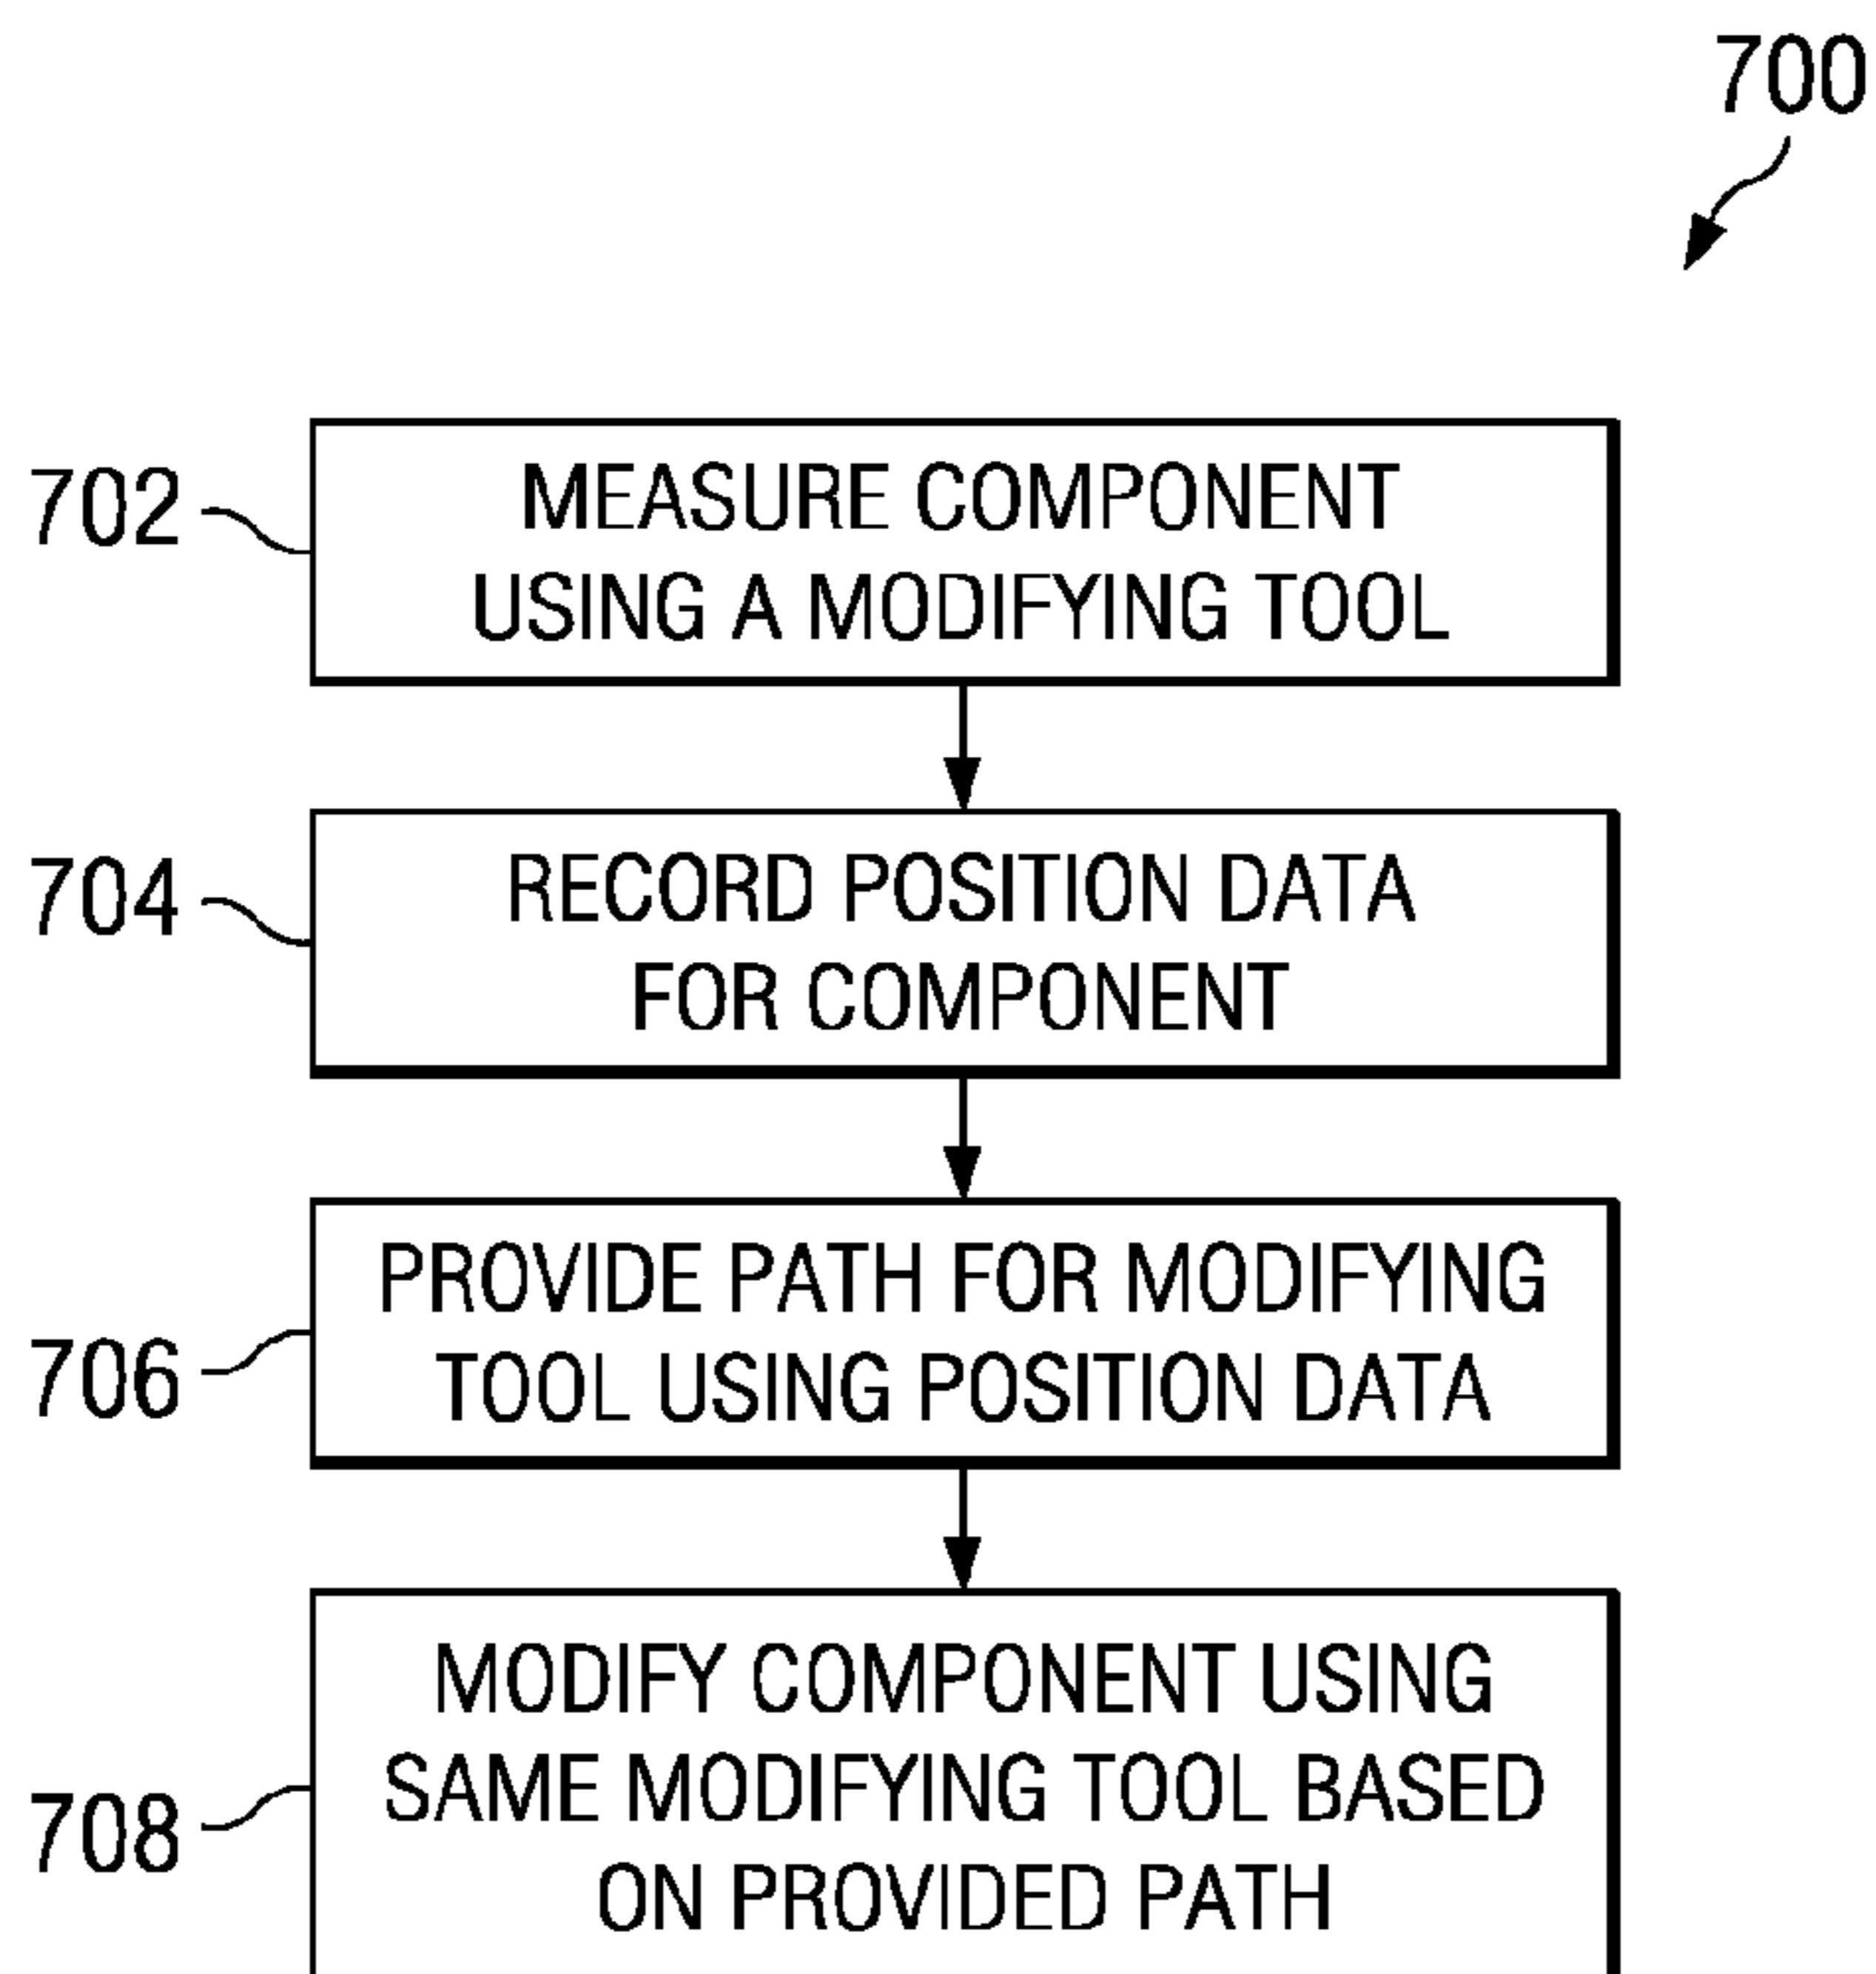 700
702
MEASURE COMPONENT
USING A MODIFYING TOOL
704
RECORD POSITION DATA
FOR COMPONENT
706
PROVIDE PATH FOR MODIFYING
TOOL USING POSITION DATA
708
MODIFY COMPONENT USING
SAME MODIFYING TOOL BASED
ON PROVIDED PATH